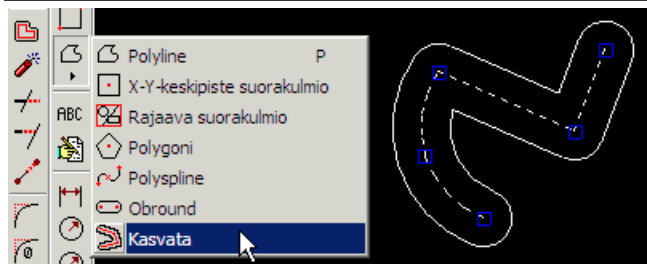 Polyline P
X-Y-keskipiste suorakulmio
ABC
Rajaava suorakulmio
Polygoni
Polyspline
Obround
Kasvata